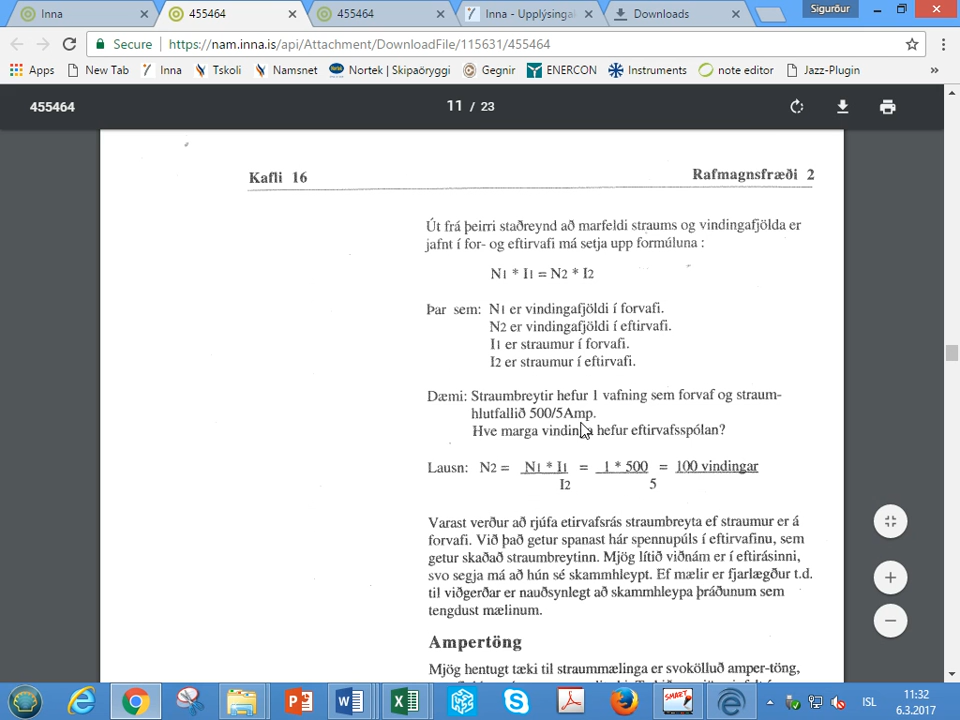 Inna
455464
455464
Inna - Upplýsinga
Downloads
Sigurður
Secure
https://nam.inna.is/api/Attachment/DownloadFile/115631/455464
Apps
New Tab
Inna
Tskoli
Namsnet
Nortek | Skipaöryggi
Gegnir
ENERCON
Instruments
note editor
Jazz-Plugin
»
455464
11 / 23
Kafli 16
Rafmagnsfræði 2
Út frá þeirri staðreynd að marfeldi straums og vindingafjölda er
jafnt í for- og eftirvafi má setja upp formúluna :
N1 * I1 = N2 * I2
Þar sem: N1 er vindingafjöldi í forvafi.
N2 er vindingafjöldi í eftirvafi.
I1 er straumur í forvafi.
I2 er straumur í eftirvafi.
Dæmi: Straumbreytir hefur 1 vafning sem forvaf og straum-
hlutfallið 500/5Amp.
Hve marga vindinga hefur eftirvafsspólan?
Lausn: N2 = N1 * I1 = 1 * 500 = 100 vindingar
I2 5
Varast verður að rjúfa etirvafsrás straumbreyta ef straumur er á
forvafi. Við það getur spanast hár spennupúls í eftirvafinu, sem
getur skaðað straumbreytinn. Mjög lítið viðnám er í eftirásinni,
svo segja má að hún sé skammhleypt. Ef mælir er fjarlægður t.d.
til viðgerðar er nauðsynlegt að skammhleypa þráðunum sem
tengdust mælinum.
Ampertöng
Mjög hentugt tæki til straummælinga er svokölluð amper-töng,
ISL
11:32
6.3.2017